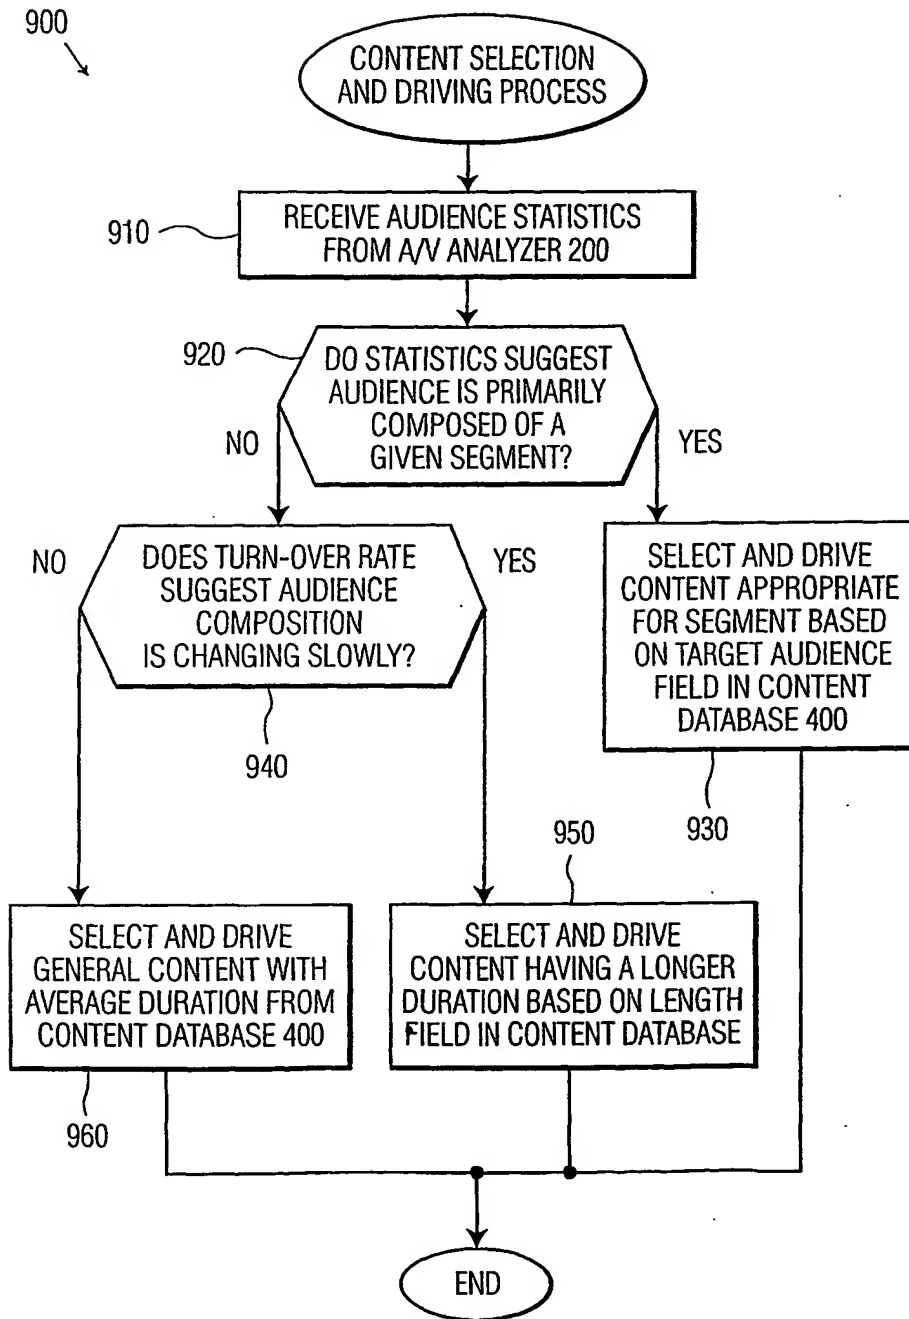 900
CONTENT SELECTION
AND DRIVING PROCESS
910
RECEIVE AUDIENCE STATISTICS
FROM A/V ANALYZER 200
920
DO STATISTICS SUGGEST
AUDIENCE IS PRIMARILY
COMPOSED OF A
GIVEN SEGMENT?
NO
YES
NO
DOES TURN-OVER RATE
SUGGEST AUDIENCE
COMPOSITION
IS CHANGING SLOWLY?
YES
940
SELECT AND DRIVE
CONTENT APPROPRIATE
FOR SEGMENT BASED
ON TARGET AUDIENCE
FIELD IN CONTENT
DATABASE 400
930
950
SELECT AND DRIVE
GENERAL CONTENT WITH
AVERAGE DURATION FROM
CONTENT DATABASE 400
960
SELECT AND DRIVE
CONTENT HAVING A LONGER
DURATION BASED ON LENGTH
FIELD IN CONTENT DATABASE
END